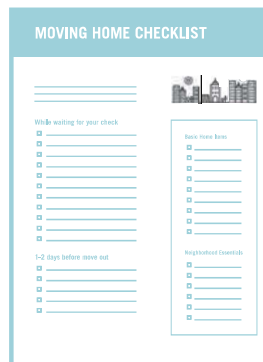 MOVING HOME CHECKLIST
While waiting for your check
1-2 days before move out
Basic Home Items
Neighborhood Essentials